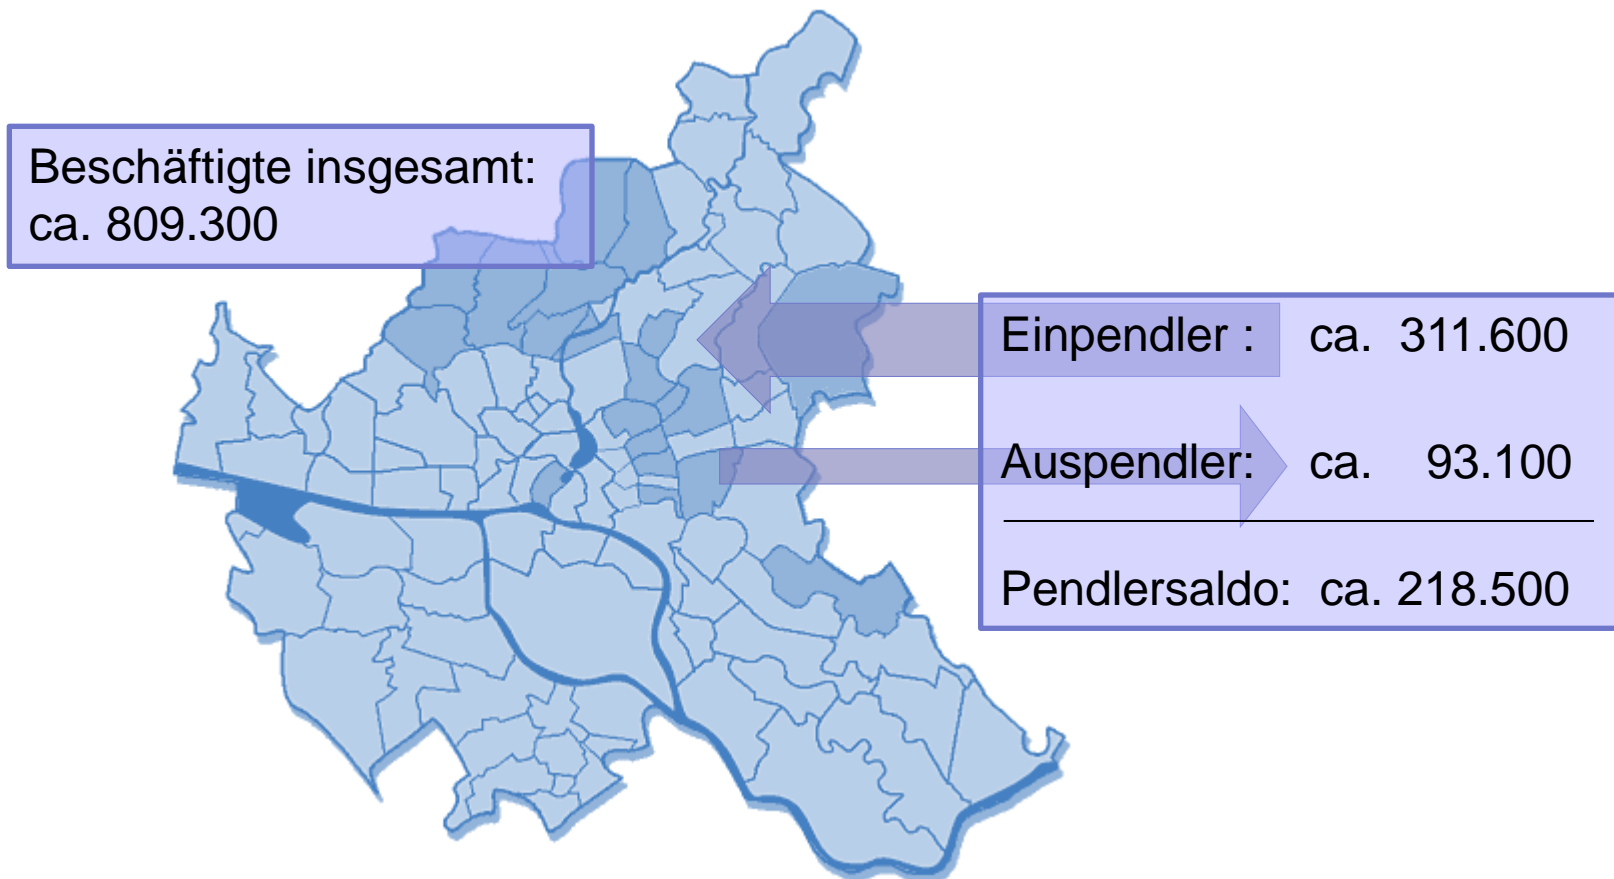 Beschäftigte insgesamt:
ca. 809.300
Einpendler : ca. 311.600
Auspendler: ca. 93.100
Pendlersaldo: ca. 218.500